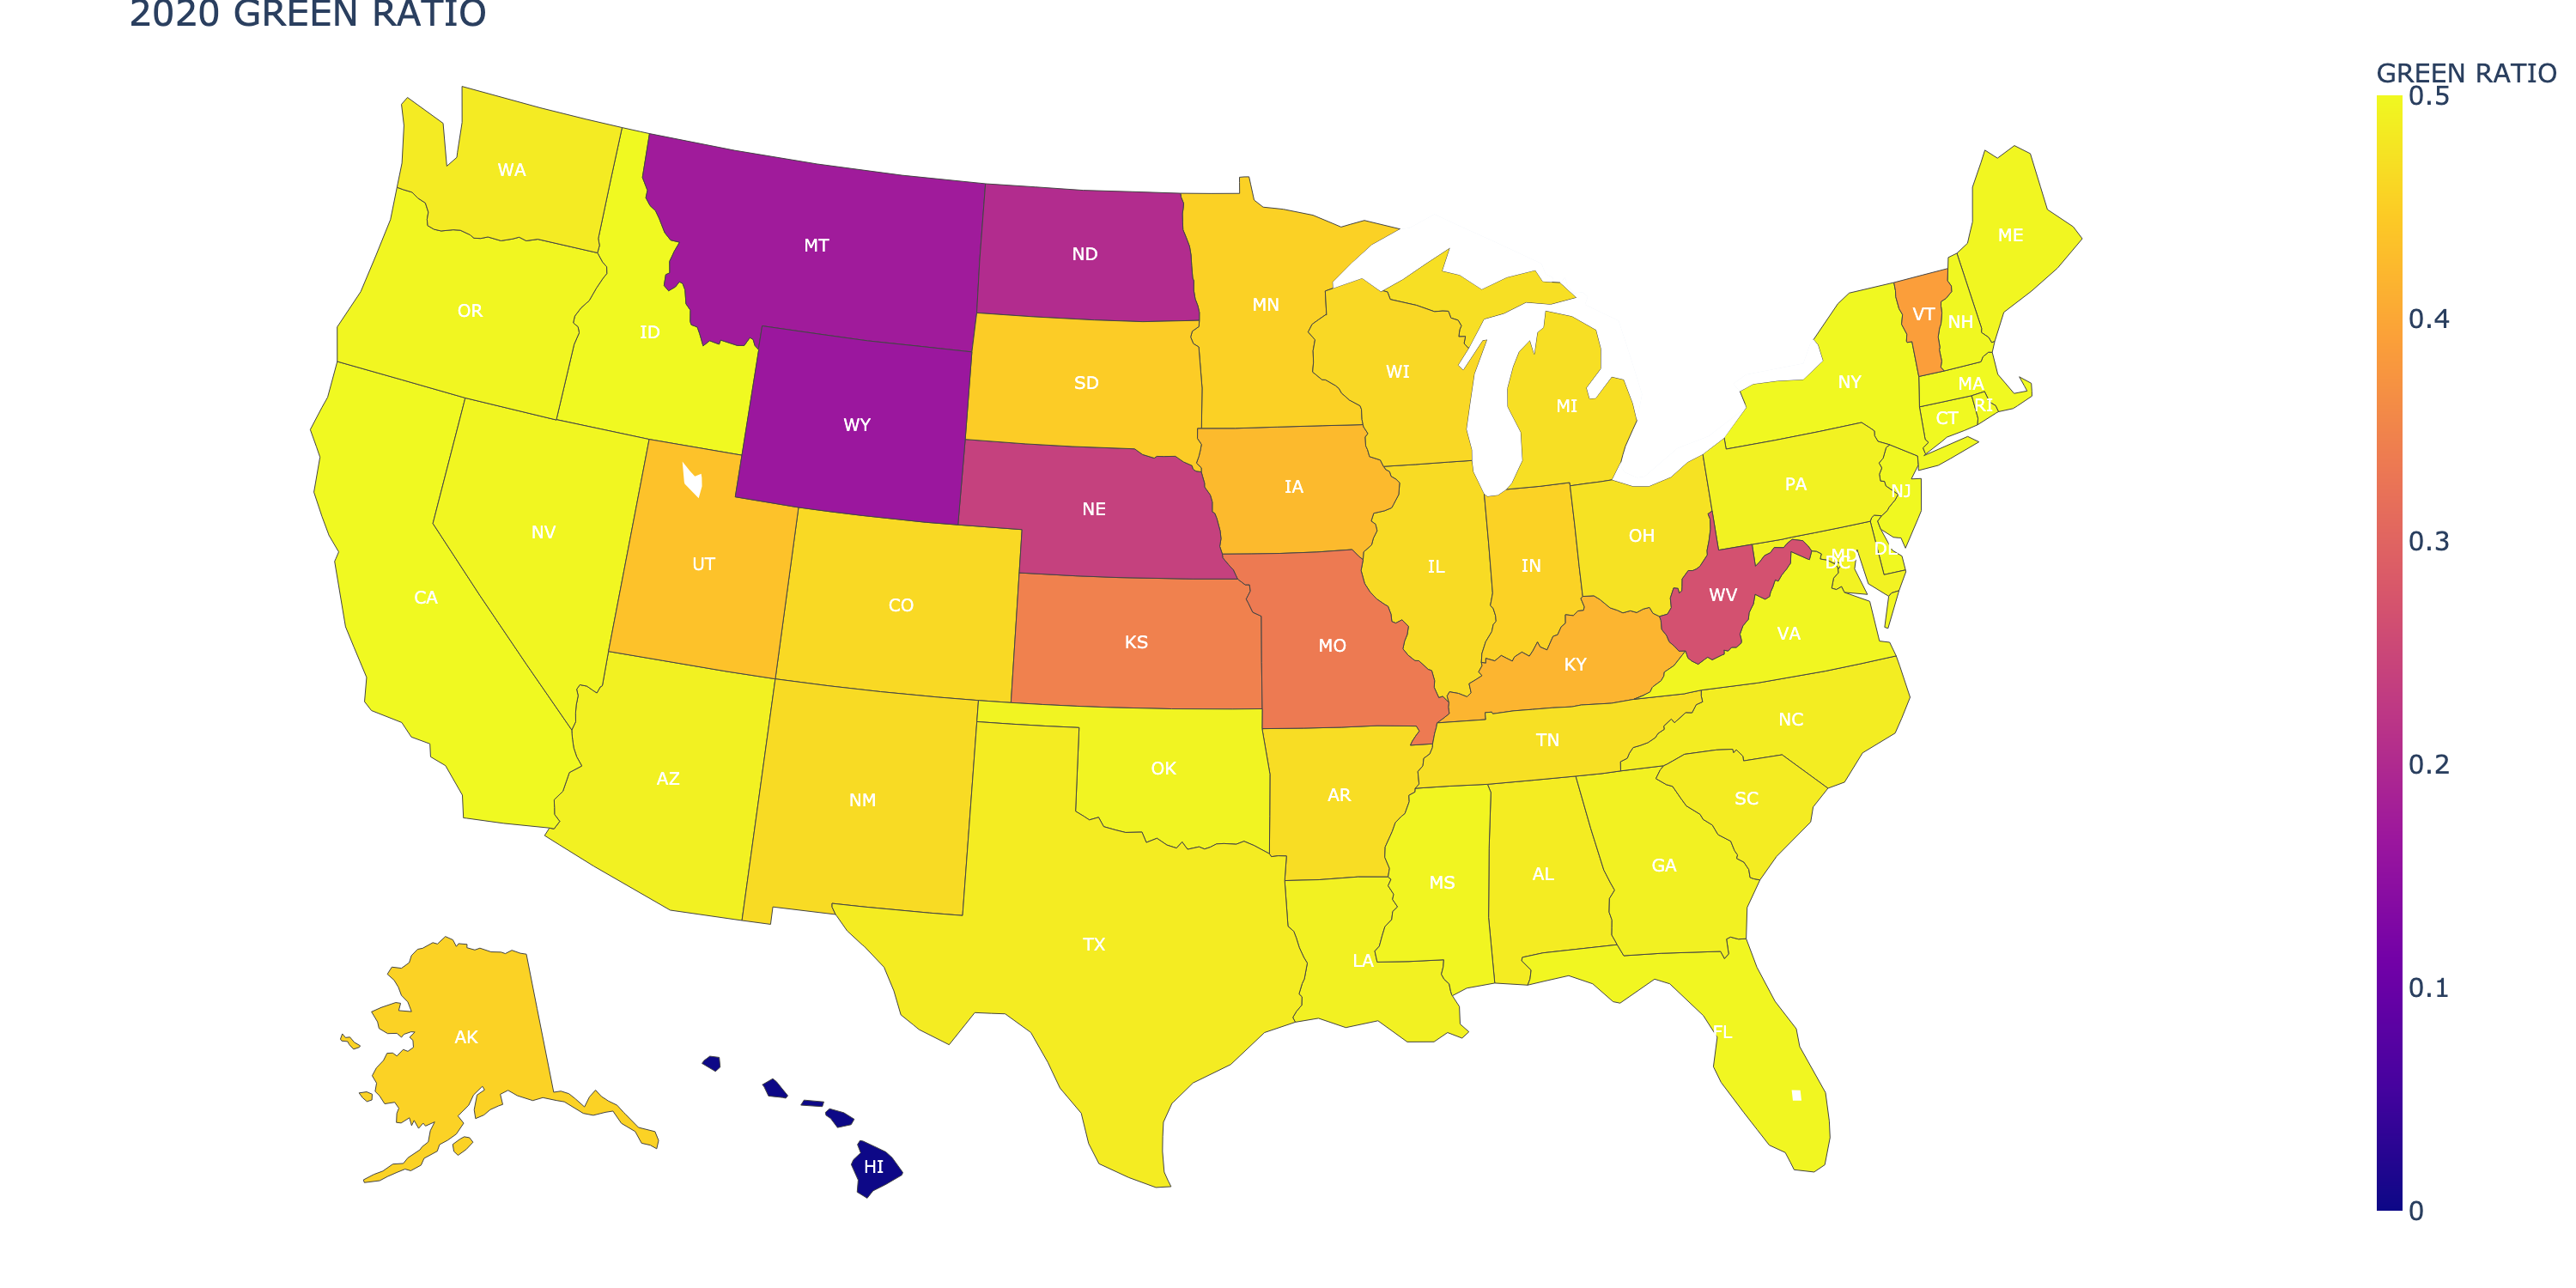 2020 GREEN RATIO
GREEN RATIO
0.5
0.4
0.3
0.2
0.1
0
WA
MT
ND
MN
ME
OR
ID
SD
WI
MI
VT
NH
NY
MA
RI
CT
WY
IA
NE
PA
NJ
NV
UT
CO
IL
IN
OH
MD
DC
DE
WV
CA
KS
MO
KY
VA
NC
TN
AZ
NM
OK
AR
SC
MS
AL
GA
TX
LA
FL
AK
HI